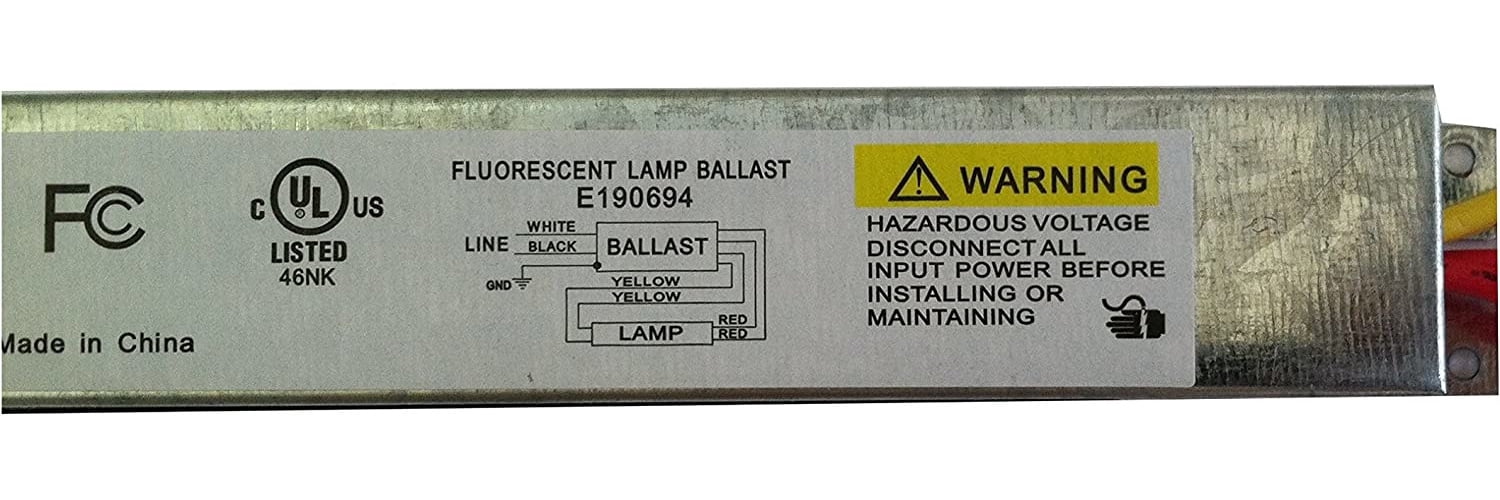 FC
C UL US
LISTED
46NK
Made in China
FLUORESCENT LAMP BALLAST
E190694
LINE
WHITE
BLACK
GND
BALLAST
YELLOW
YELLOW
LAMP
RED
RED
WARNING
HAZARDOUS VOLTAGE
DISCONNECT ALL
INPUT POWER BEFORE
INSTALLING OR
MAINTAINING